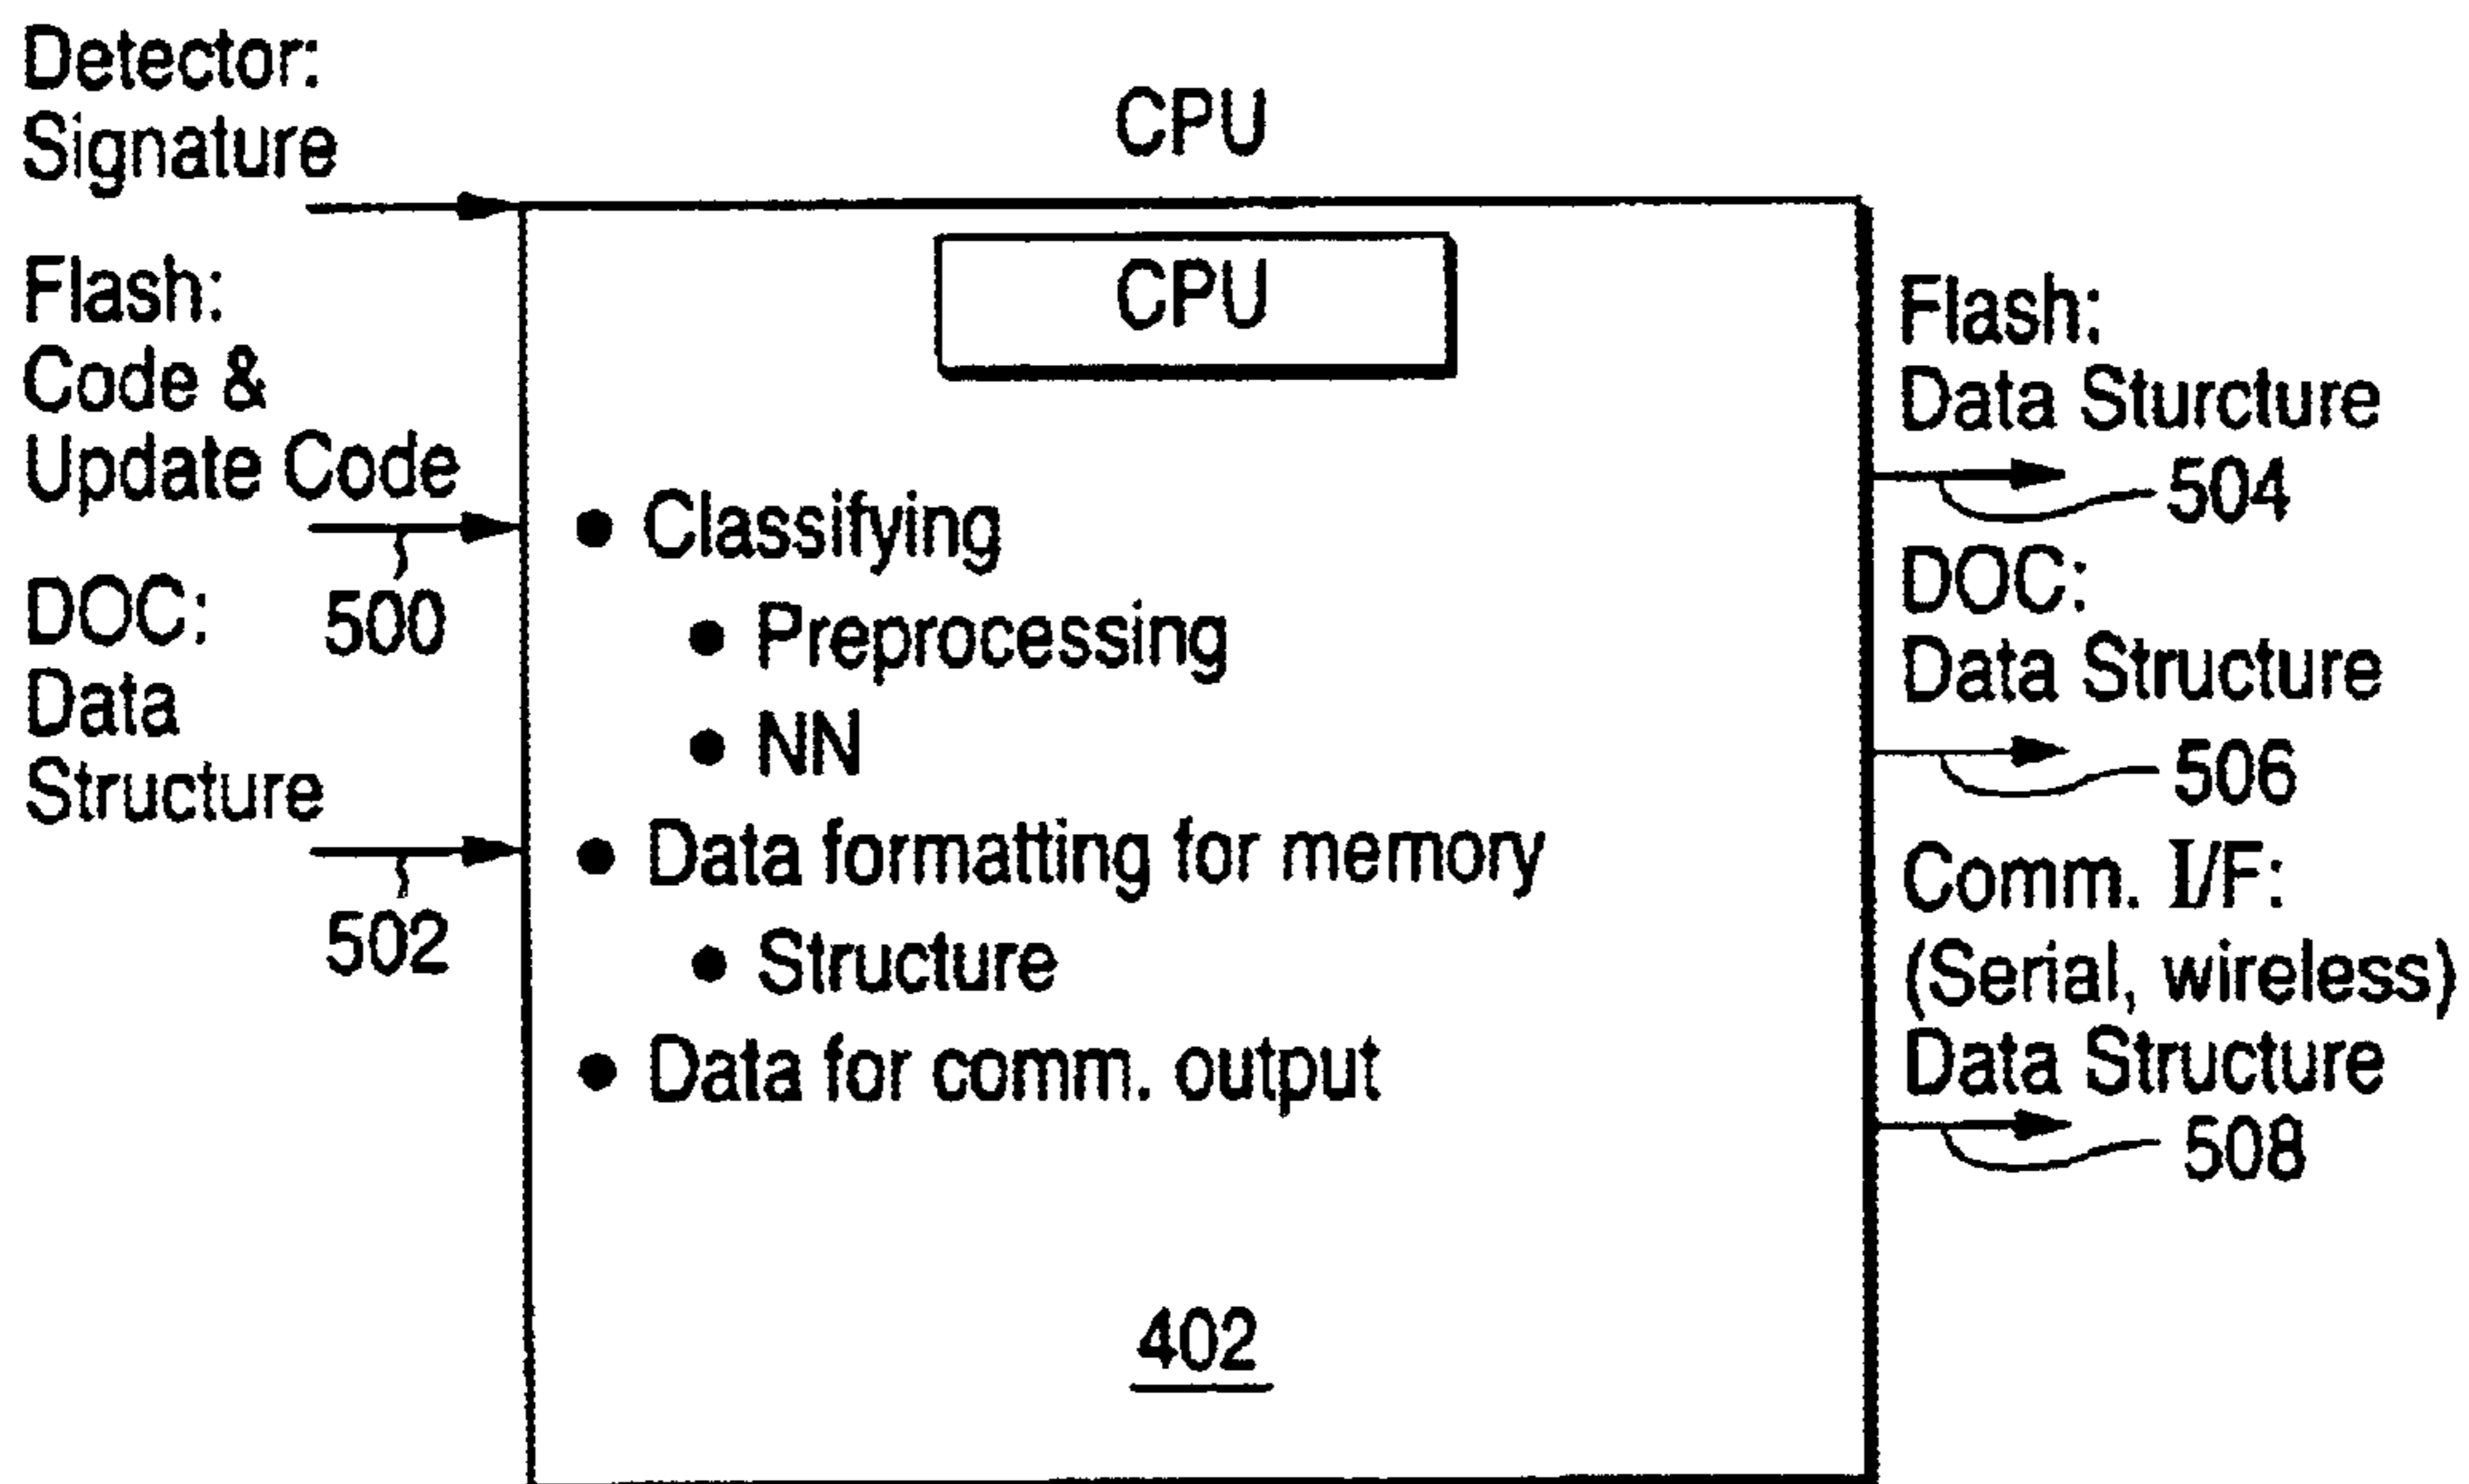 Detector:
Signature
Flash:
Code &
Update Code
500
DOC:
Data
Structure
502
CPU
CPU
● Classifying
● Preprocessing
● NN
● Data formatting for memory
● Structure
● Data for comm. output
402
Flash:
Data Sturcture
504
DOC:
Data Structure
506
Comm. I/F:
(Serial, wireless)
Data Structure
508